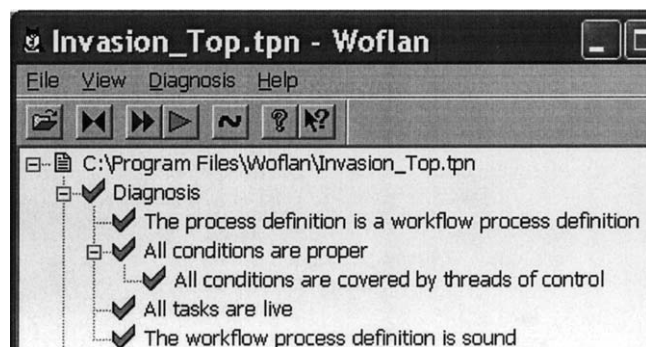 Invasion_Top.tpn - Woflan
File View Diagnosis Help
C:\Program Files\Woflan\Invasion_Top.tpn
Diagnosis
The process definition is a workflow process definition
All conditions are proper
All conditions are covered by threads of control
All tasks are live
The workflow process definition is sound